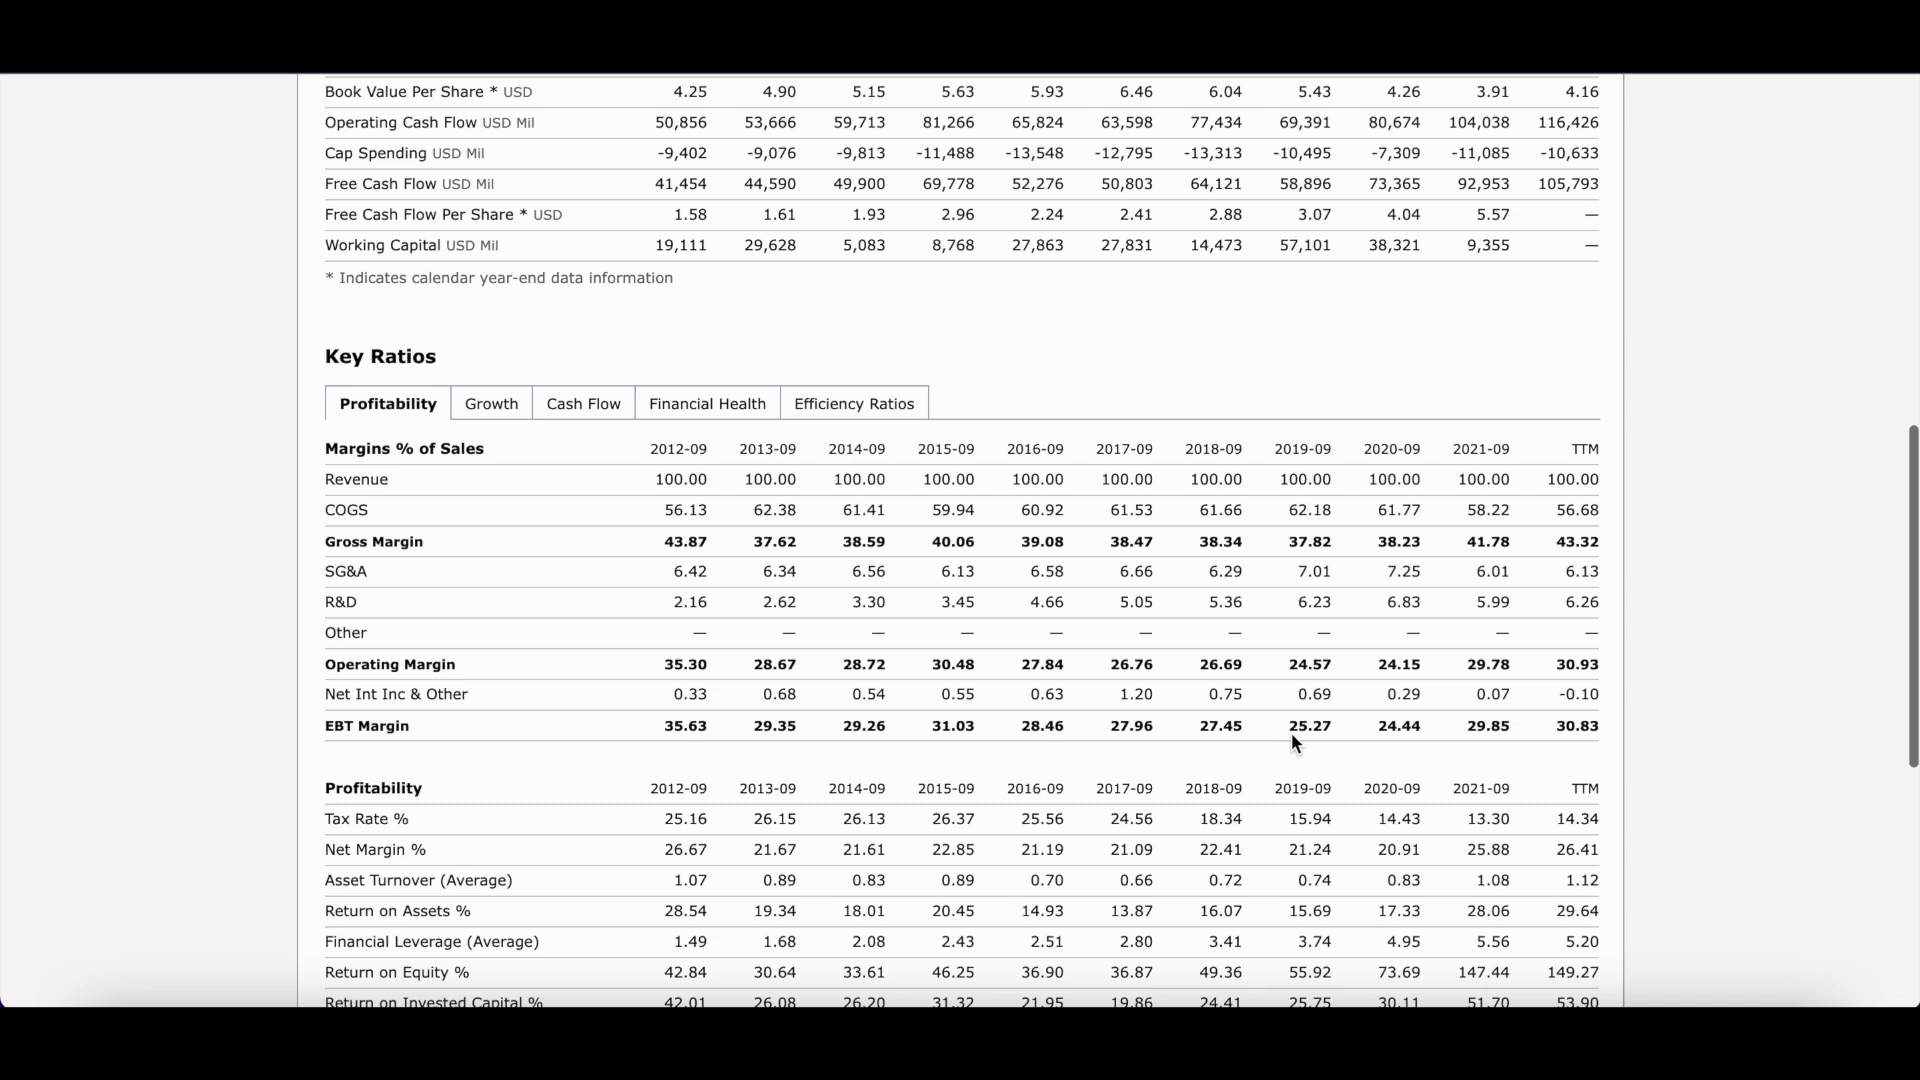 Book Value Per Share * USD 4.25 4.90 5.15 5.63 5.93 6.46 6.04 5.43 4.26 3.91 4.16
Operating Cash Flow USD Mil 50,856 53,666 59,713 81,266 65,824 63,598 77,434 69,391 80,674 104,038 116,426
Cap Spending USD Mil -9,402 -9,076 -9,813 -11,488 -13,548 -12,795 -13,313 -10,495 -7,309 -11,085 -10,633
Free Cash Flow USD Mil 41,454 44,590 49,900 69,778 52,276 50,803 64,121 58,896 73,365 92,953 105,793
Free Cash Flow Per Share * USD 1.58 1.61 1.93 2.96 2.24 2.41 2.88 3.07 4.04 5.57 —
Working Capital USD Mil 19,111 29,628 5,083 8,768 27,863 27,831 14,473 57,101 38,321 9,355 —
* Indicates calendar year-end data information
Key Ratios
Profitability Growth Cash Flow Financial Health Efficiency Ratios
Margins % of Sales 2012-09 2013-09 2014-09 2015-09 2016-09 2017-09 2018-09 2019-09 2020-09 2021-09 TTM
Revenue 100.00 100.00 100.00 100.00 100.00 100.00 100.00 100.00 100.00 100.00 100.00
COGS 56.13 62.38 61.41 59.94 60.92 61.53 61.66 62.18 61.77 58.22 56.68
Gross Margin 43.87 37.62 38.59 40.06 39.08 38.47 38.34 37.82 38.23 41.78 43.32
SG&A 6.42 6.34 6.56 6.13 6.58 6.66 6.29 7.01 7.25 6.01 6.13
R&D 2.16 2.62 3.30 3.45 4.66 5.05 5.36 6.23 6.83 5.99 6.26
Other — — — — — — — — — — —
Operating Margin 35.30 28.67 28.72 30.48 27.84 26.76 26.69 24.57 24.15 29.78 30.93
Net Int Inc & Other 0.33 0.68 0.54 0.55 0.63 1.20 0.75 0.69 0.29 0.07 -0.10
EBT Margin 35.63 29.35 29.26 31.03 28.46 27.96 27.45 25.27 24.44 29.85 30.83
Profitability 2012-09 2013-09 2014-09 2015-09 2016-09 2017-09 2018-09 2019-09 2020-09 2021-09 TTM
Tax Rate % 25.16 26.15 26.13 26.37 25.56 24.56 18.34 15.94 14.43 13.30 14.34
Net Margin % 26.67 21.67 21.61 22.85 21.19 21.09 22.41 21.24 20.91 25.88 26.41
Asset Turnover (Average) 1.07 0.89 0.83 0.89 0.70 0.66 0.72 0.74 0.83 1.08 1.12
Return on Assets % 28.54 19.34 18.01 20.45 14.93 13.87 16.07 15.69 17.33 28.06 29.64
Financial Leverage (Average) 1.49 1.68 2.08 2.43 2.51 2.80 3.41 3.74 4.95 5.56 5.20
Return on Equity % 42.84 30.64 33.61 46.25 36.90 36.87 49.36 55.92 73.69 147.44 149.27
Return on Invested Capital % 42.01 26.08 26.20 31.32 21.95 19.86 24.41 25.75 30.11 51.70 53.90